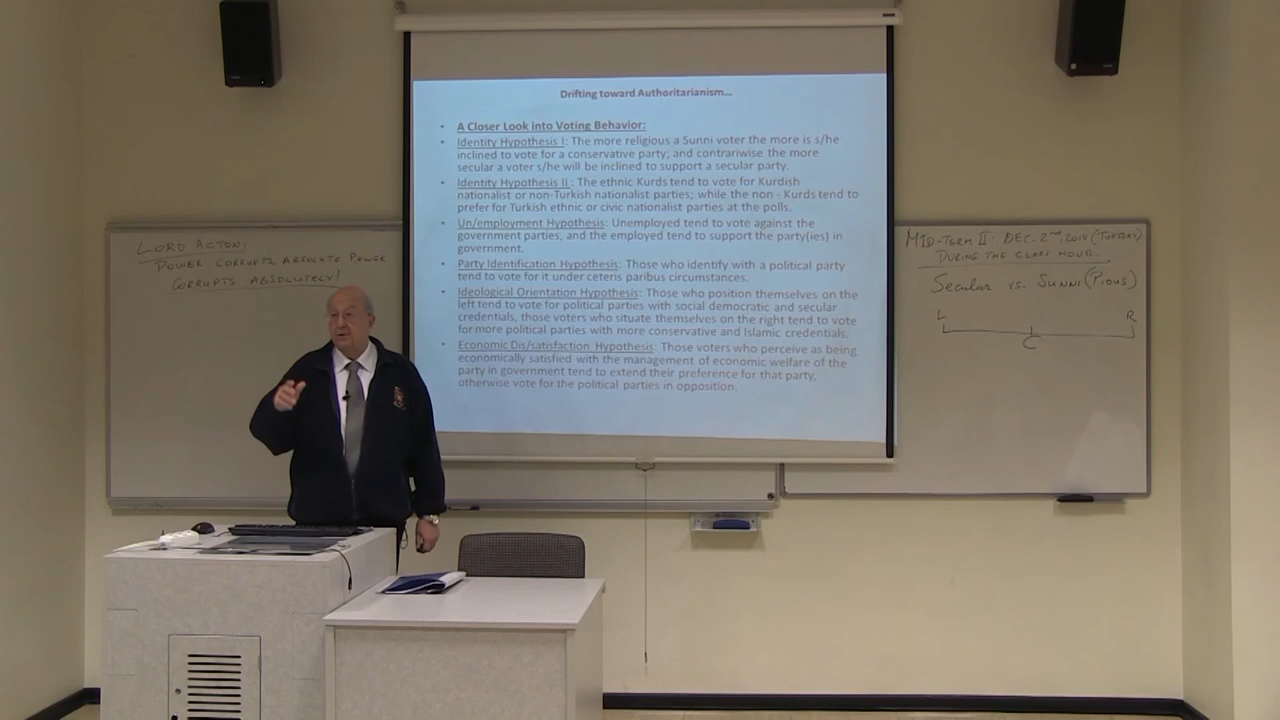 LORD ACTON:
POWER CORRUPTS ABSOLUTE POWER
CORRUPTS ABSOLUTELY!
Drifting toward Authoritarianism...
• A Closer Look into Voting Behavior:
• Identity Hypothesis I: The more religious a Sunni voter the more is s/he
inclined to vote for a conservative party; and contrariwise the more
secular a voter s/he will be inclined to support a secular party.
• Identity Hypothesis II : The ethnic Kurds tend to vote for Kurdish
nationalist or non-Turkish nationalist parties; while the non - Kurds tend to
prefer for Turkish ethnic or civic nationalist parties at the polls.
• Un/employment Hypothesis: Unemployed tend to vote against the
government parties, and the employed tend to support the party(ies) in
government.
• Party Identification Hypothesis: Those who identify with a political party
tend to vote for it under ceteris paribus circumstances.
• Ideological Orientation Hypothesis: Those who position themselves on the
left tend to vote for political parties with social democratic and secular
credentials, those voters who situate themselves on the right tend to vote
for more political parties with more conservative and Islamic credentials.
• Economic Dis/satisfaction Hypothesis: Those voters who perceive as being
economically satisfied with the management of economic welfare of the
party in government tend to extend their preference for that party,
otherwise vote for the political parties in opposition.
MID-TERM II: DEC. 2nd (TUESDAY)
DURING THE CLASS HOUR.
Secular vs. SUNNI (PIOUS)
L R
C